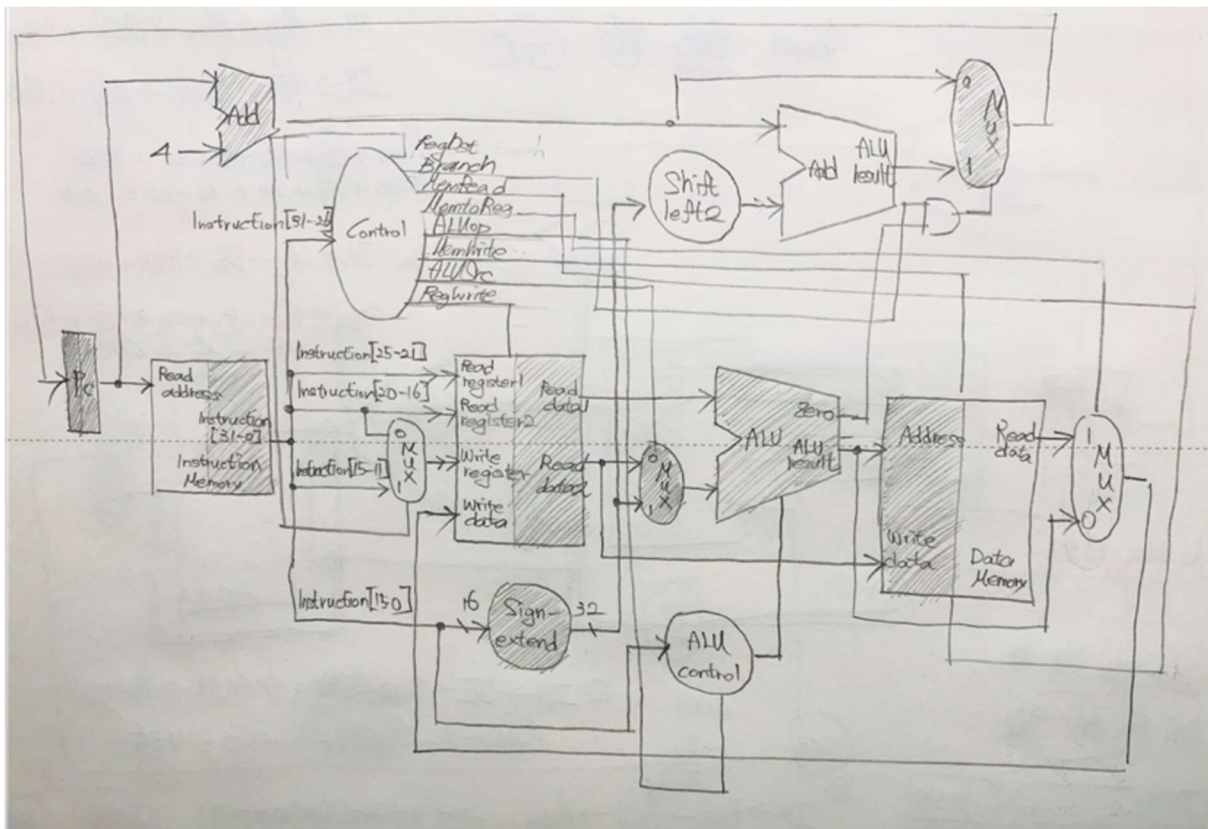 Add
4
RegDst
Branch
MemRead
MemtoReg
ALUop
MemWrite
ALUSrc
RegWrite
Instruction[31-26]
Control
Shift
left2
Add
ALU
result
0
Mux
1
PC
Read
address
Instruction
[31-0]
Instruction
Memory
Instruction[25-21]
Instruction[20-16]
Instruction[15-11]
0
Mux
1
Read
register1
Read
register2
Write
register
Write
data
Read
data1
Read
data2
0
Mux
1
Zero
ALU
ALU
result
Address
Read
data
Write
data
Data
Memory
1
Mux
0
Instruction[15-0]
16
Sign-
extend
32
ALU
control